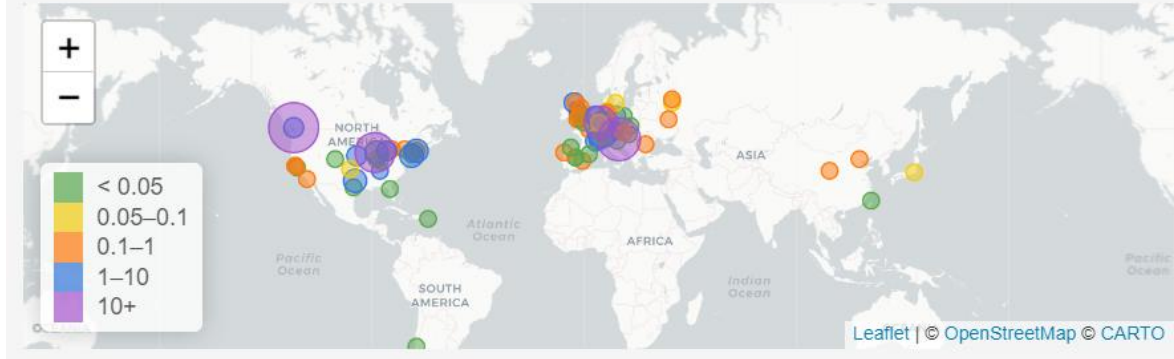 +
−
< 0.05
0.05–0.1
0.1–1
1–10
10+
NORTH
AMERICA
Atlantic
Ocean
Pacific
Ocean
SOUTH
AMERICA
AFRICA
ASIA
Indian
Ocean
Pacific
Ocean
Leaflet | © OpenStreetMap © CARTO